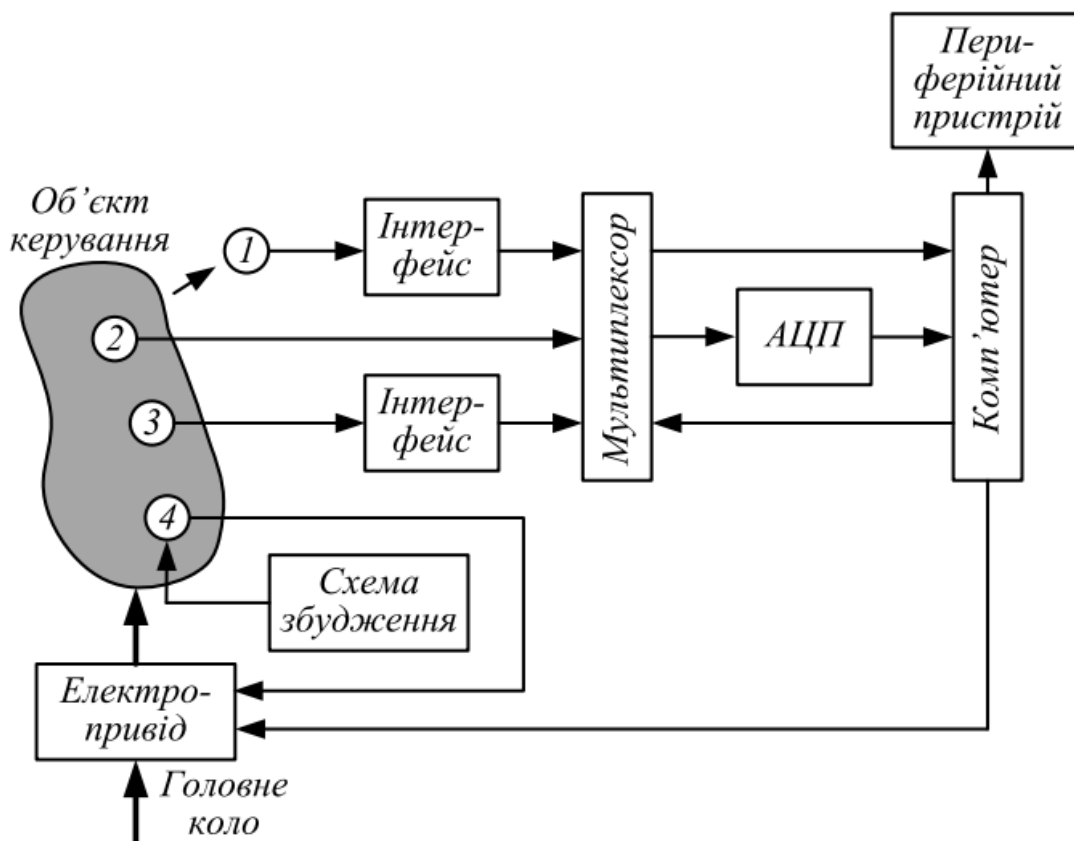 Пери-
ферійний
пристрій
Об’єкт
керування
1
Інтер-
фейс
Мультиплексор
Комп’ютер
2
АЦП
3
Інтер-
фейс
4
Схема
збудження
Електро-
привід
Головне
коло